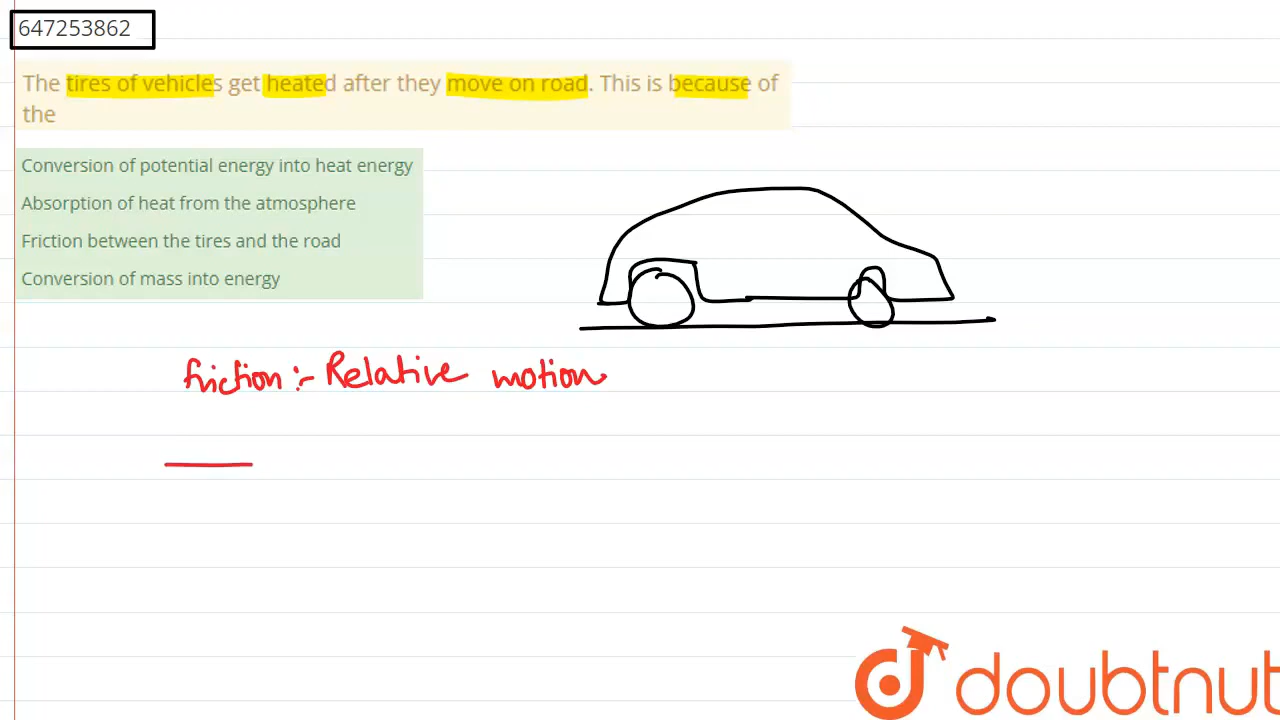 647253862
The tires of vehicles get heated after they move on road. This is because of
the
Conversion of potential energy into heat energy
Absorption of heat from the atmosphere
Friction between the tires and the road
Conversion of mass into energy
friction :- Relative motion
doubtnut